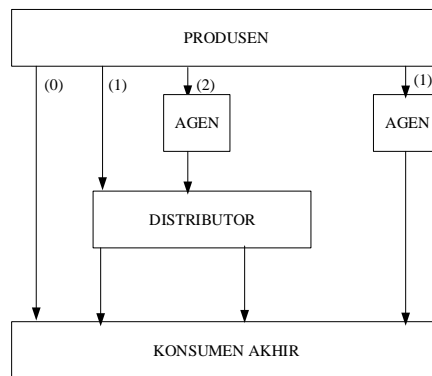 PRODUSEN
(0) (1) (2) (1)
AGEN AGEN
DISTRIBUTOR
KONSUMEN AKHIR